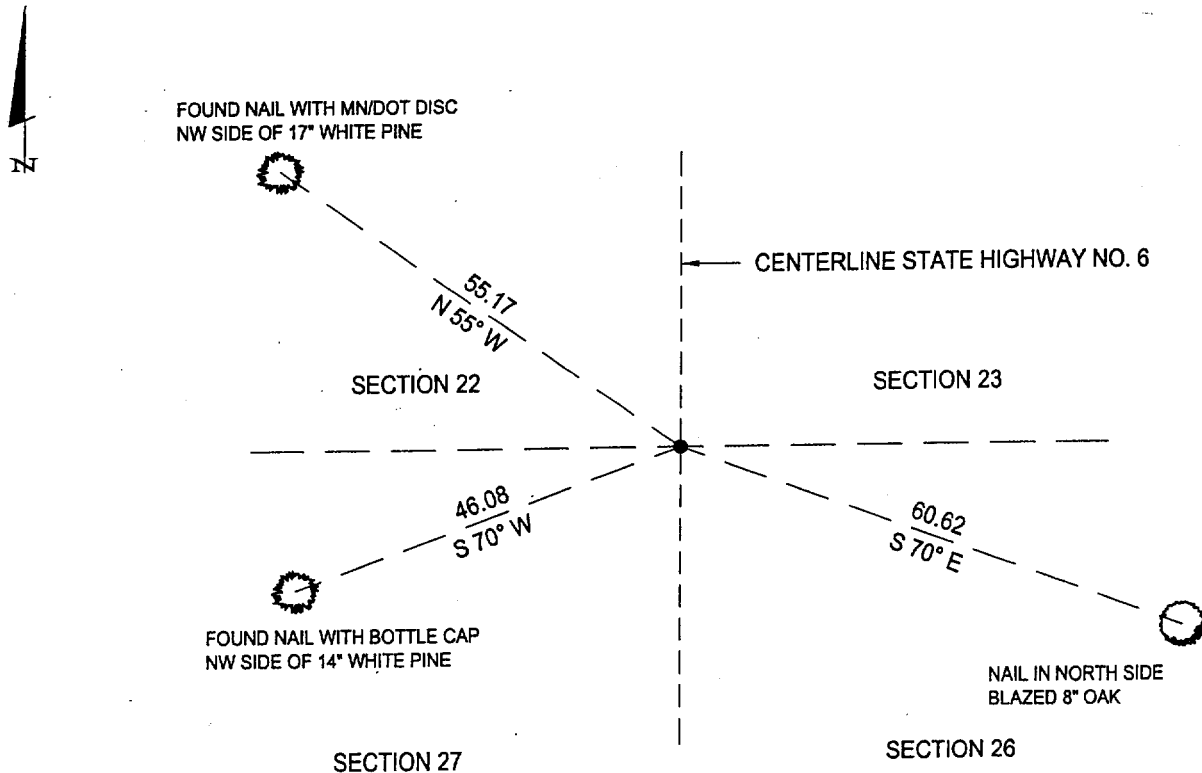 N
FOUND NAIL WITH MN/DOT DISC
NW SIDE OF 17" WHITE PINE
CENTERLINE STATE HIGHWAY NO. 6
55.17
N 55° W
SECTION 22
SECTION 23
46.08
S 70° W
60.62
S 70° E
FOUND NAIL WITH BOTTLE CAP
NW SIDE OF 14" WHITE PINE
NAIL IN NORTH SIDE
BLAZED 8" OAK
SECTION 27
SECTION 26